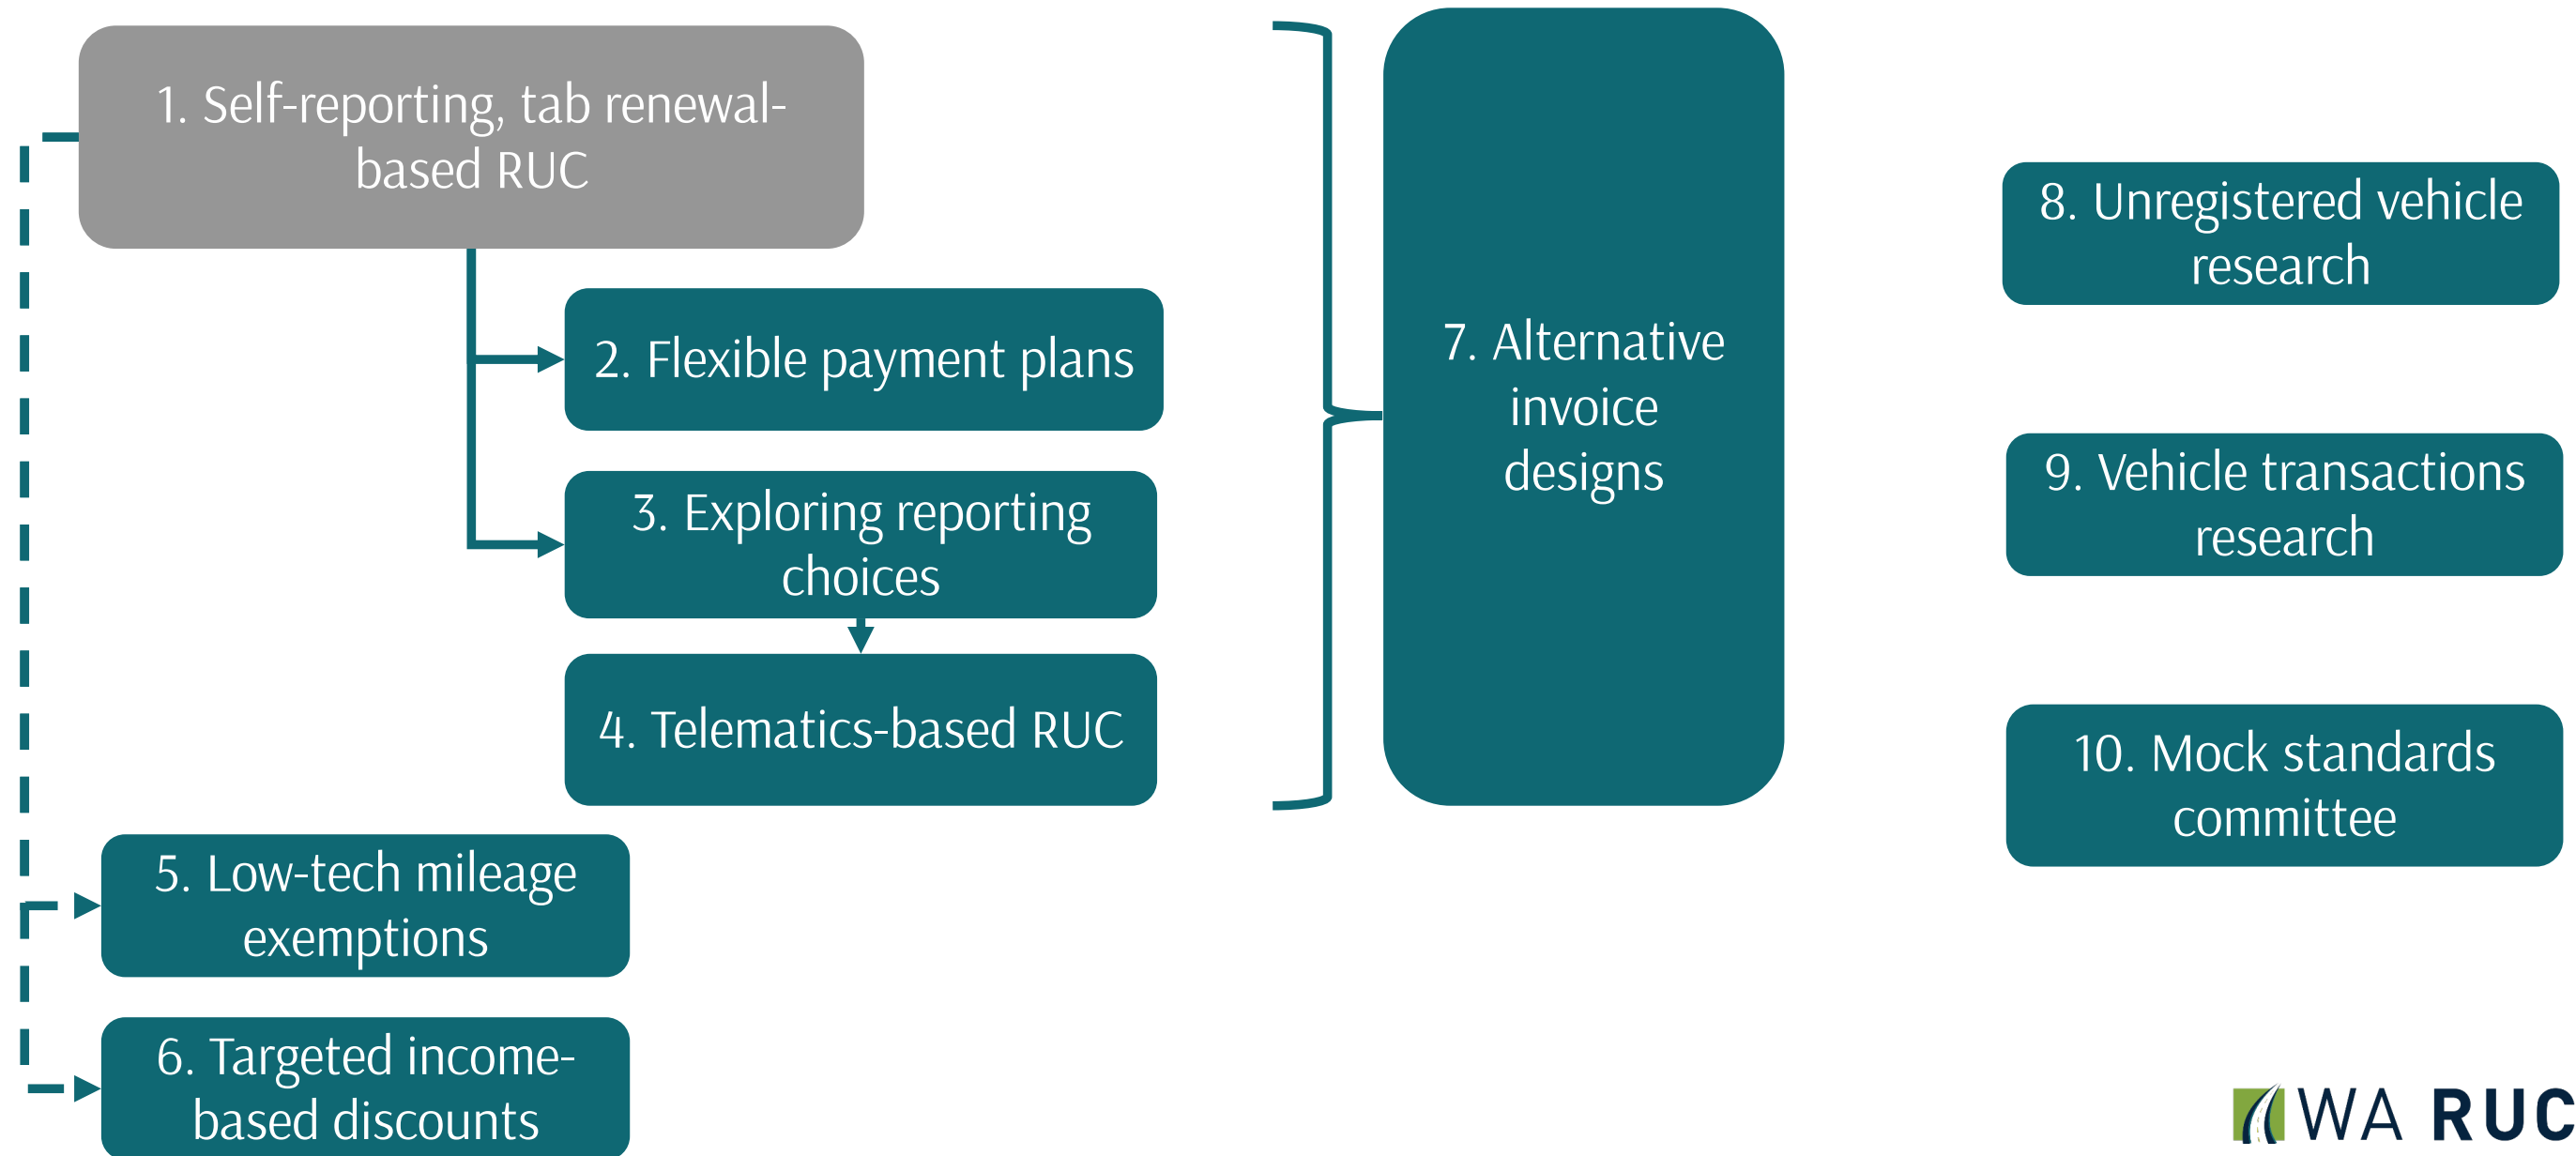 1. Self-reporting, tab renewal-
based RUC
2. Flexible payment plans
3. Exploring reporting
choices
4. Telematics-based RUC
5. Low-tech mileage
exemptions
6. Targeted income-
based discounts
7. Alternative
invoice
designs
8. Unregistered vehicle
research
9. Vehicle transactions
research
10. Mock standards
committee
WA RUC